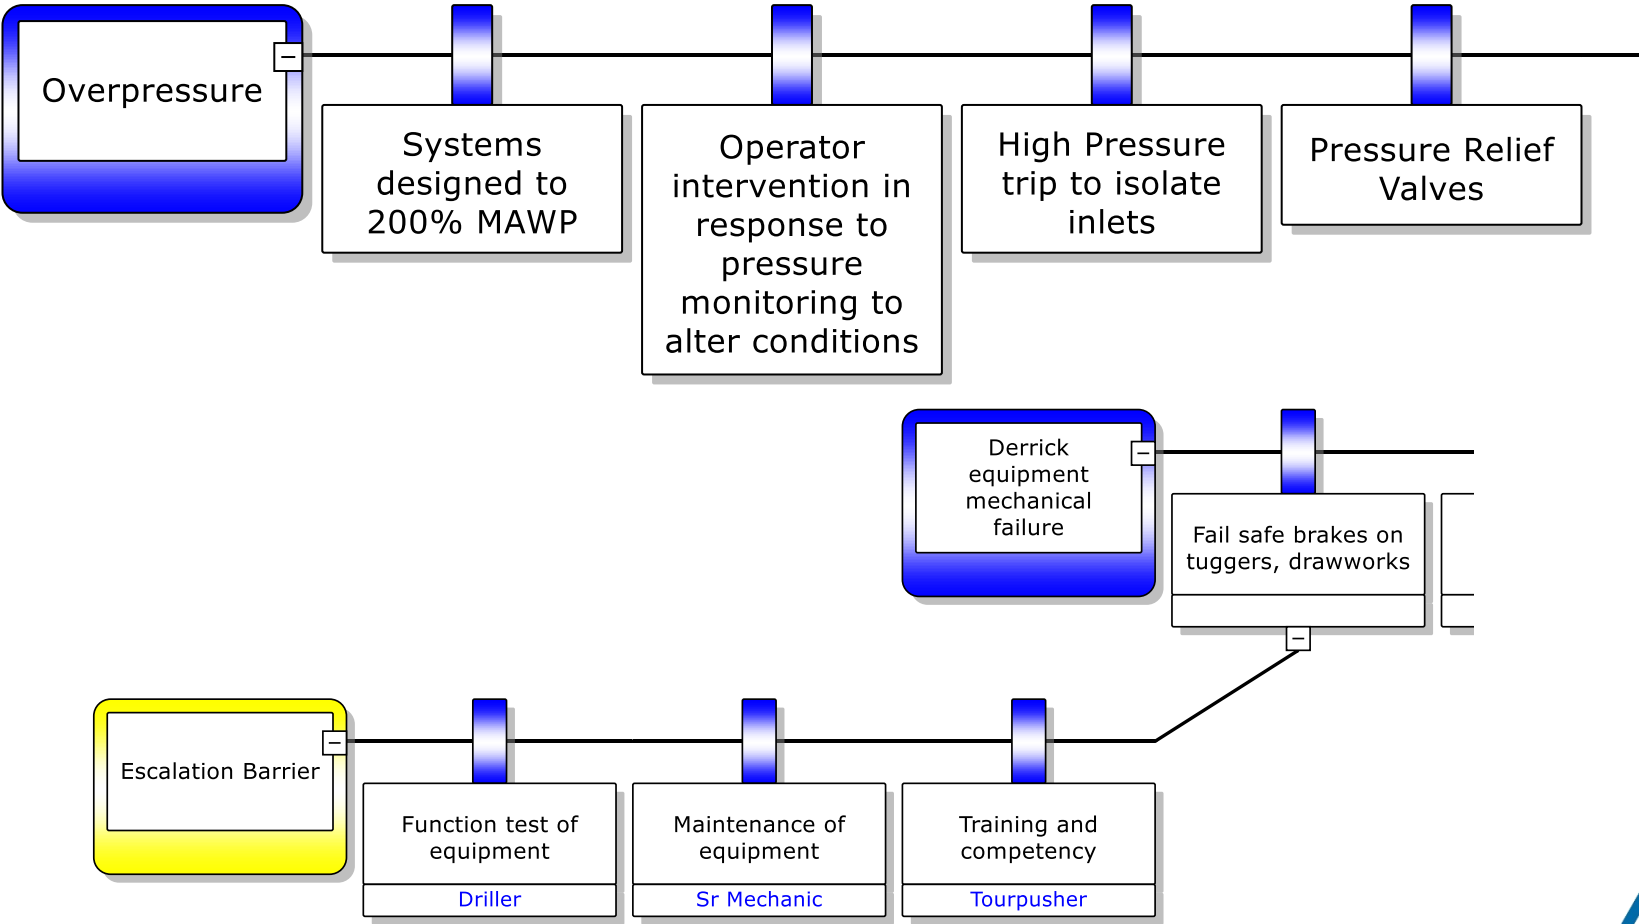 Overpressure
Systems
designed to
200% MAWP
Operator
intervention in
response to
pressure
monitoring to
alter conditions
High Pressure
trip to isolate
inlets
Pressure Relief
Valves
Derrick
equipment
mechanical
failure
Fail safe brakes on
tuggers, drawworks
Escalation Barrier
Function test of
equipment
Driller
Maintenance of
equipment
Sr Mechanic
Training and
competency
Tourpusher